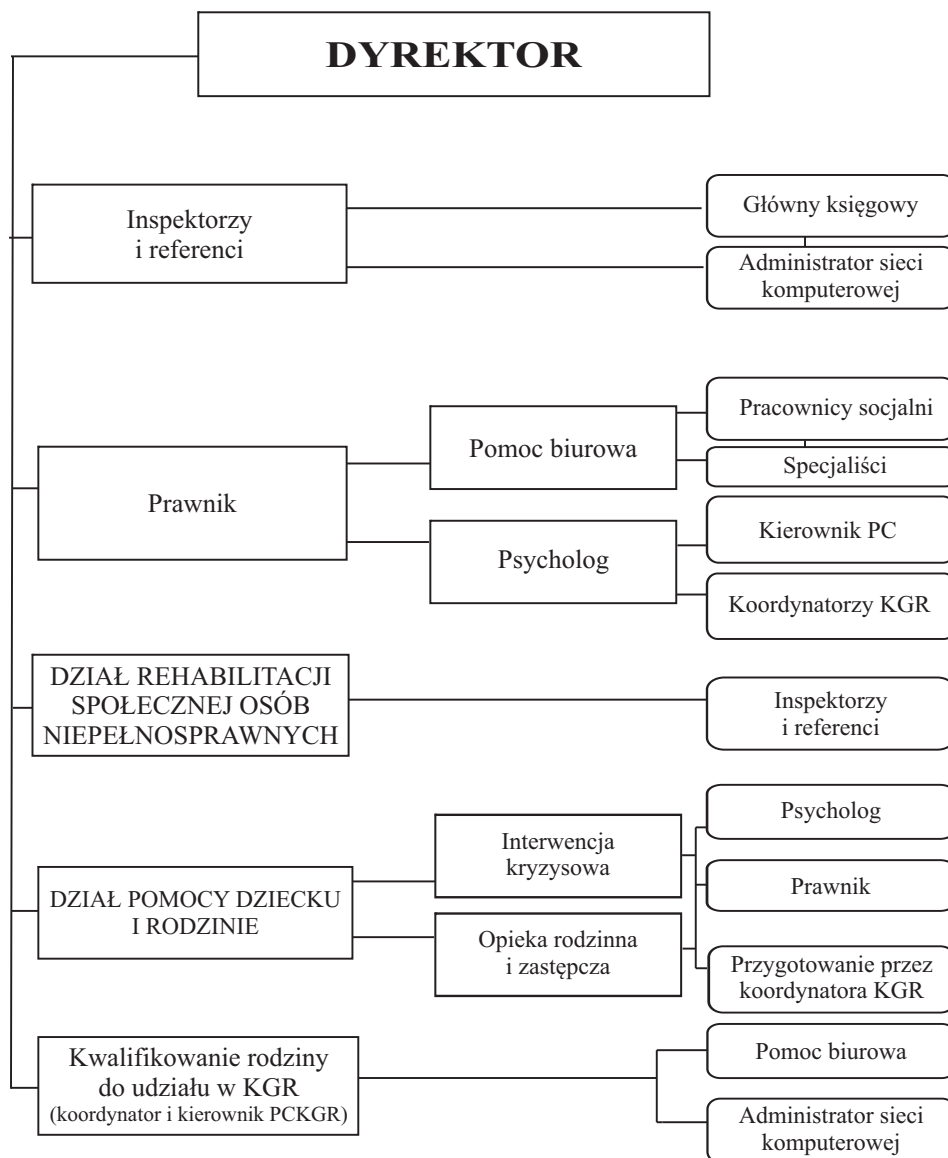 DYREKTOR
Inspektorzy
i referenci
Główny księgowy
Administrator sieci
komputerowej
Prawnik
Pomoc biurowa
Pracownicy socjalni
Specjaliści
Psycholog
Kierownik PC
Koordynatorzy KGR
DZIAŁ REHABILITACJI
SPOŁECZNEJ OSÓB
NIEPEŁNOSPRAWNYCH
Inspektorzy
i referenci
DZIAŁ POMOCY DZIECKU
I RODZINIE
Interwencja
kryzysowa
Opieka rodzinna
i zastępcza
Psycholog
Prawnik
Przygotowanie przez
koordynatora KGR
Kwalifikowanie rodziny
do udziału w KGR
(koordynator i kierownik PCKGR)
Pomoc biurowa
Administrator sieci
komputerowej